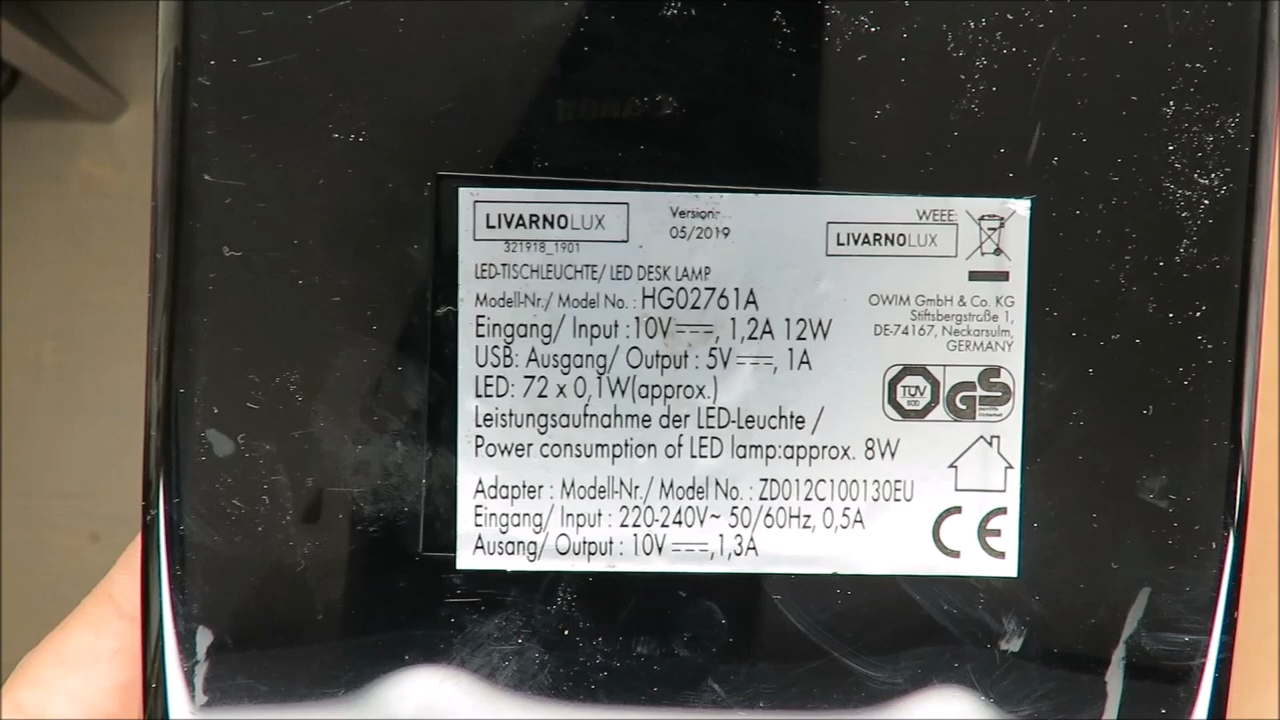 LIVARNOLUX
321918_1901
Version:
05/2019
WEEE:
LIVARNOLUX
LED-TISCHLEUCHTE/ LED DESK LAMP
Modell-Nr./ Model No. : HG02761A
Eingang/ Input : 10V⎓, 1,2A 12W
USB: Ausgang/ Output : 5V⎓, 1A
LED: 72 x 0,1W(approx.)
Leistungsaufnahme der LED-Leuchte /
Power consumption of LED lamp:approx. 8W
Adapter : Modell-Nr./ Model No. : ZD012C100130EU
Eingang/ Input : 220-240V~ 50/60Hz, 0,5A
Ausang/ Output : 10V⎓,1,3A
OWIM GmbH & Co. KG
Stiftsbergstraße 1,
DE-74167, Neckarsulm,
GERMANY
TÜV
SÜD
GS
geprüfte
Sicherheit
CE